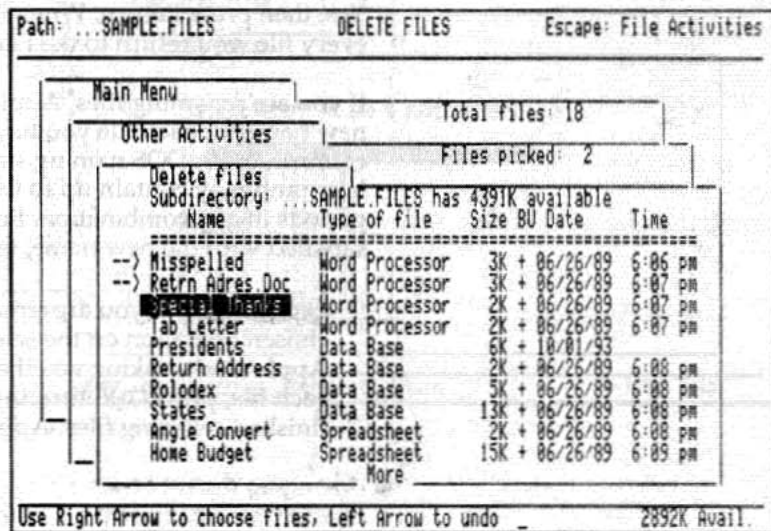 Path: ...SAMPLE.FILES DELETE FILES Escape: File Activities
Main Menu
Total files: 18
Other Activities
Files picked: 2
Delete files
Subdirectory: ...SAMPLE.FILES has 4391K available
Name Type of file Size BU Date Time
--> Misspelled Word Processor 3K + 06/26/89 6:06 pm
--> Retrn Adres.Doc Word Processor 3K + 06/26/89 6:07 pm
Special Thanks Word Processor 2K + 06/26/89 6:07 pm
Tab Letter Word Processor 2K + 06/26/89 6:07 pm
Presidents Data Base 6K + 10/01/93
Return Address Data Base 2K + 06/26/89 6:08 pm
Rolodex Data Base 5K + 06/26/89 6:08 pm
States Data Base 13K + 06/26/89 6:08 pm
Angle Convert Spreadsheet 2K + 06/26/89 6:08 pm
Home Budget Spreadsheet 15K + 06/26/89 6:09 pm
More
Use Right Arrow to choose files, Left Arrow to undo _ 2892K Avail.